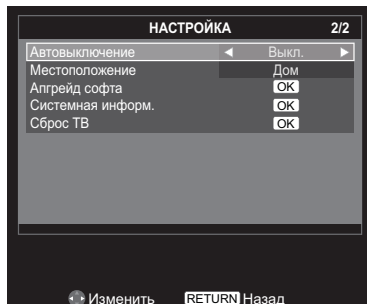 НАСТРОЙКА 2/2
Автовыключение ◄ Выкл. ►
Местоположение Дом
Апгрейд софта OK
Системная информ. OK
Сброс ТВ OK
Изменить RETURN Назад